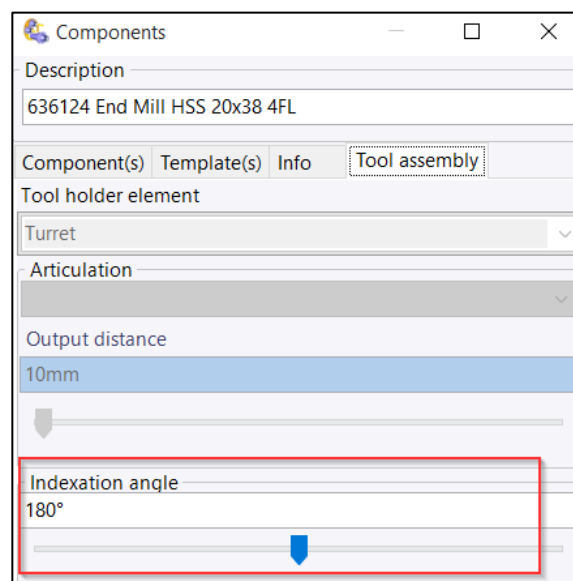 Components
Description
636124 End Mill HSS 20x38 4FL
Component(s) Template(s) Info Tool assembly
Tool holder element
Turret
Articulation
Output distance
10mm
Indexation angle
180°